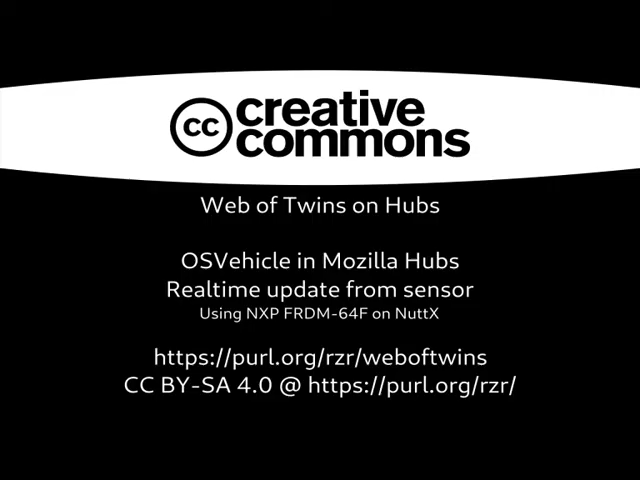 cc creative
commons
Web of Twins on Hubs
OSVehicle in Mozilla Hubs
Realtime update from sensor
Using NXP FRDM-64F on NuttX
https://purl.org/rzr/weboftwins
CC BY-SA 4.0 @ https://purl.org/rzr/